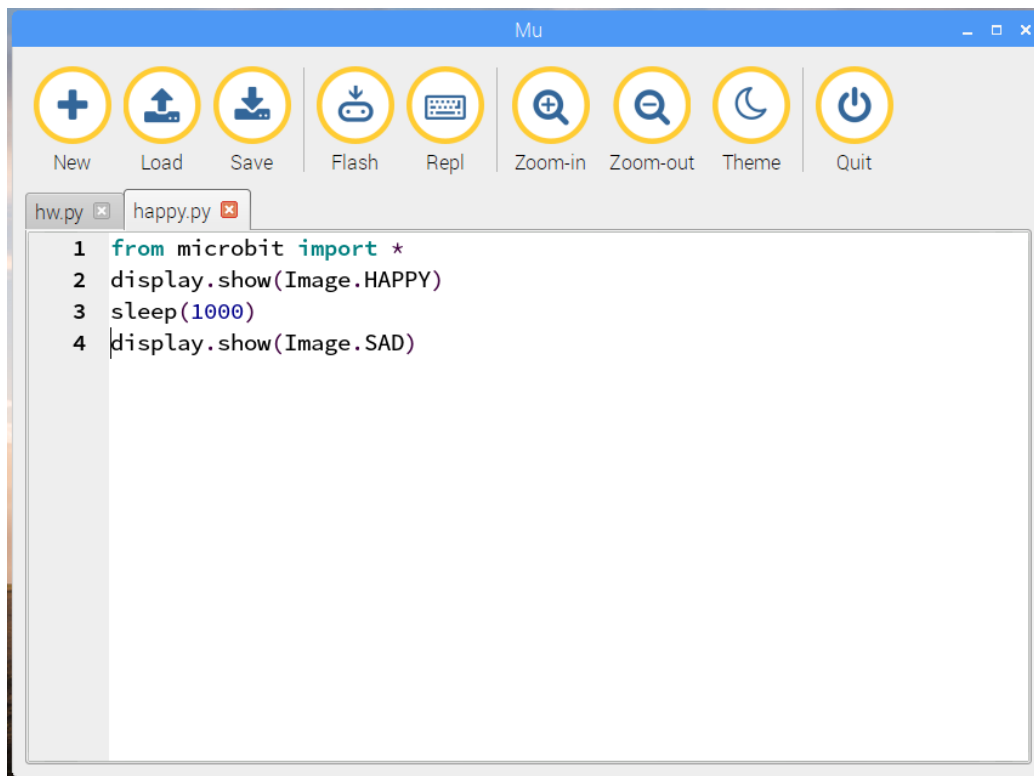 Mu
New Load Save Flash Repl Zoom-in Zoom-out Theme Quit
hw.py happy.py
1 from microbit import *
2 display.show(Image.HAPPY)
3 sleep(1000)
4 display.show(Image.SAD)